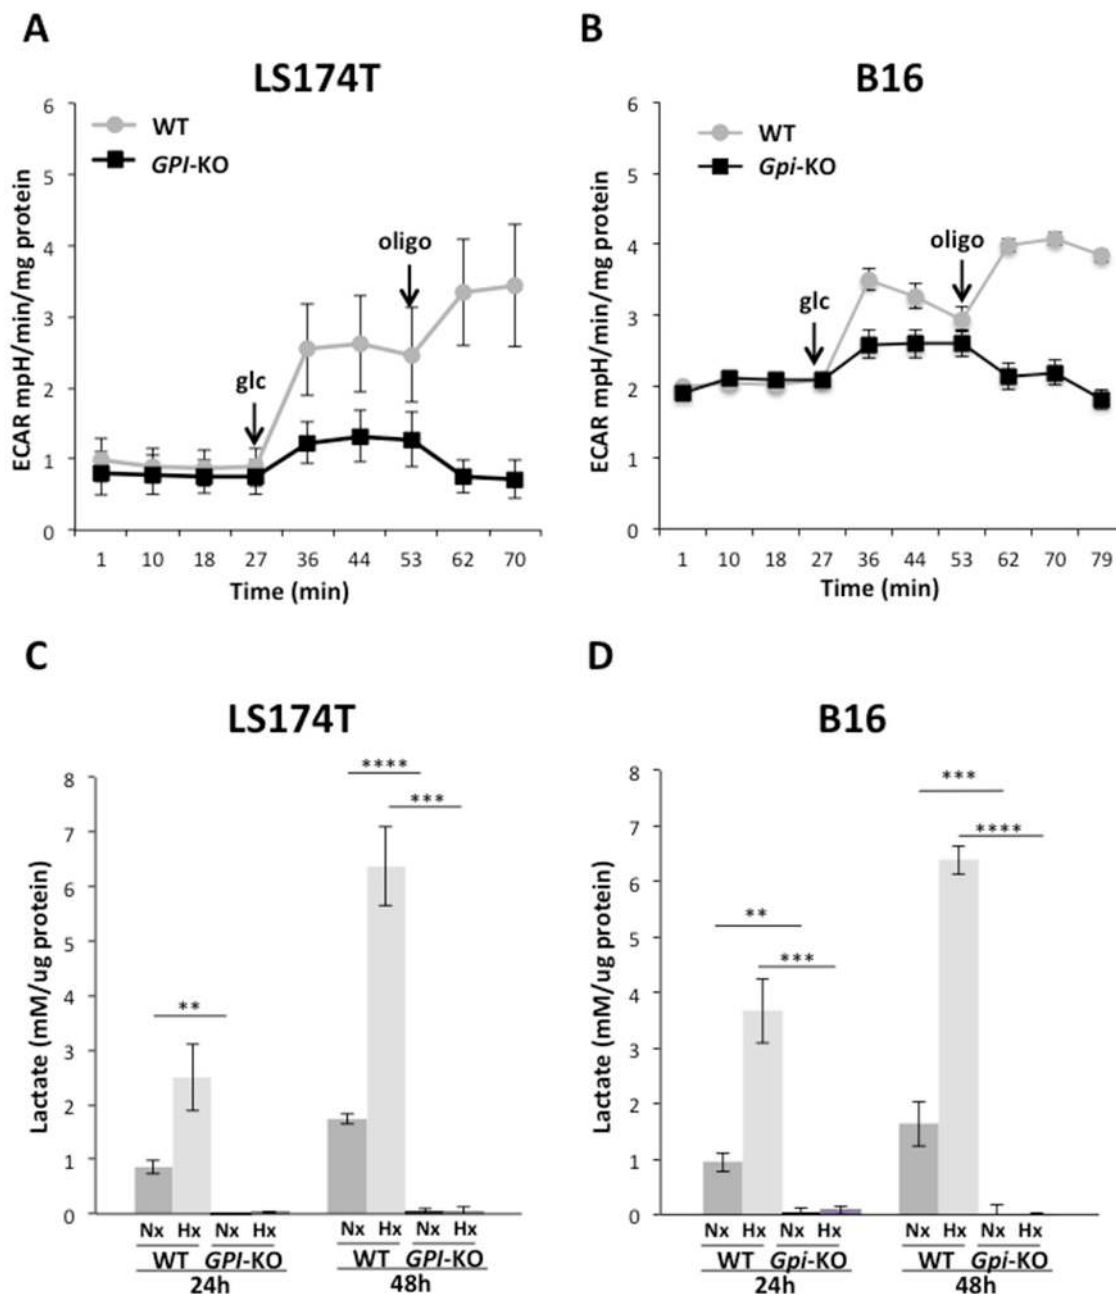 A
LS174T
6
5
4
3
2
1
0
ECAR mpH/min/mg protein
WT
GPI-KO
glc
oligo
1 10 18 27 36 44 53 62 70
Time (min)
B
B16
6
5
4
3
2
1
0
ECAR mpH/min/mg protein
WT
Gpi-KO
glc
oligo
1 10 18 27 36 44 53 62 70 79
Time (min)
C
LS174T
8
7
6
5
4
3
2
1
0
Lactate (mM/ug protein)
****
***
**
Nx Hx Nx Hx Nx Hx Nx Hx
WT GPI-KO WT GPI-KO
24h 48h
D
B16
8
7
6
5
4
3
2
1
0
Lactate (mM/ug protein)
***
****
**
***
Nx Hx Nx Hx Nx Hx Nx Hx
WT Gpi-KO WT Gpi-KO
24h 48h